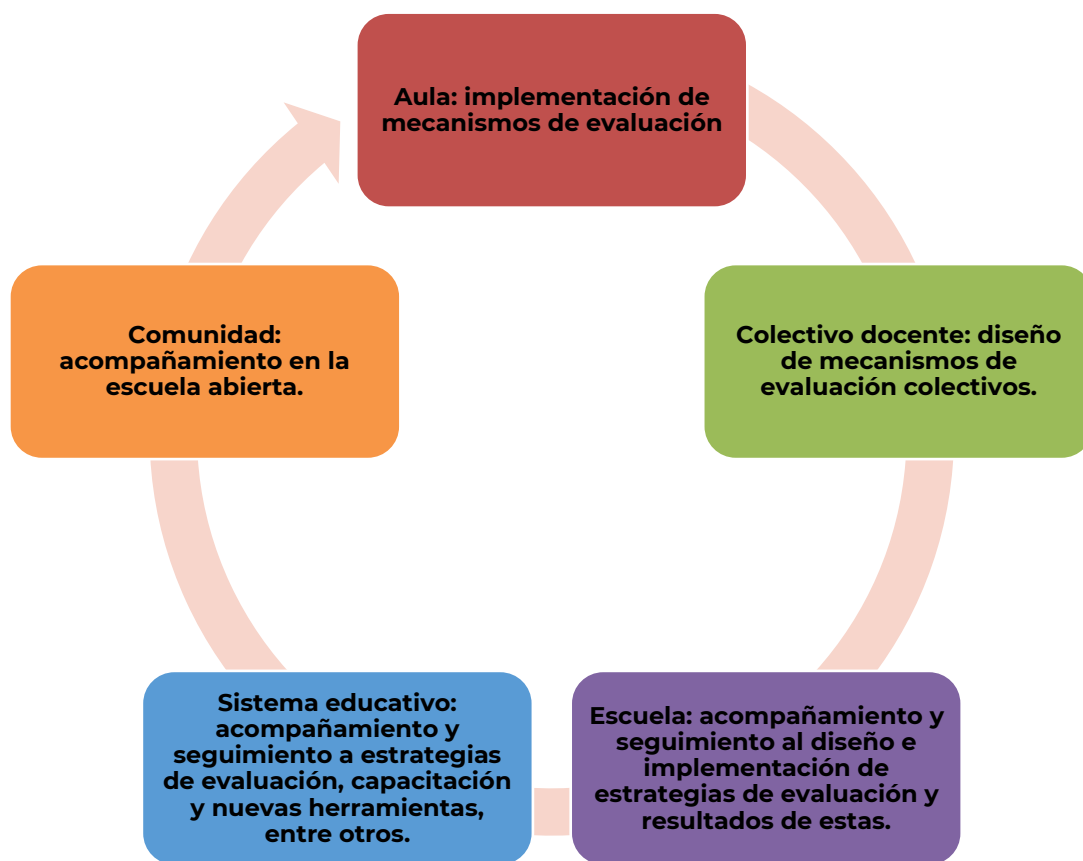 Aula: implementación de
mecanismos de evaluación
Colectivo docente: diseño
de mecanismos de
evaluación colectivos.
Escuela: acompañamiento y
seguimiento al diseño e
implementación de
estrategias de evaluación y
resultados de estas.
Sistema educativo:
acompañamiento y
seguimiento a estrategias
de evaluación, capacitación
y nuevas herramientas,
entre otros.
Comunidad:
acompañamiento en la
escuela abierta.